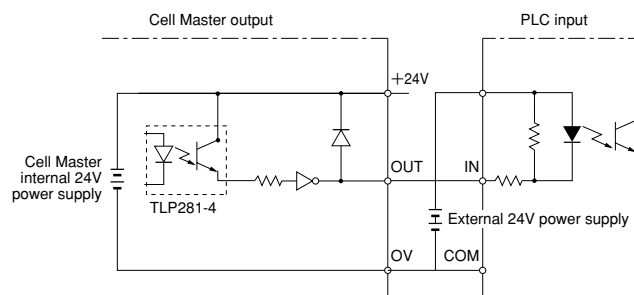 Cell Master output
PLC input
+24V
Cell Master
internal 24V
power supply
TLP281-4
OUT
IN
External 24V power supply
OV
COM